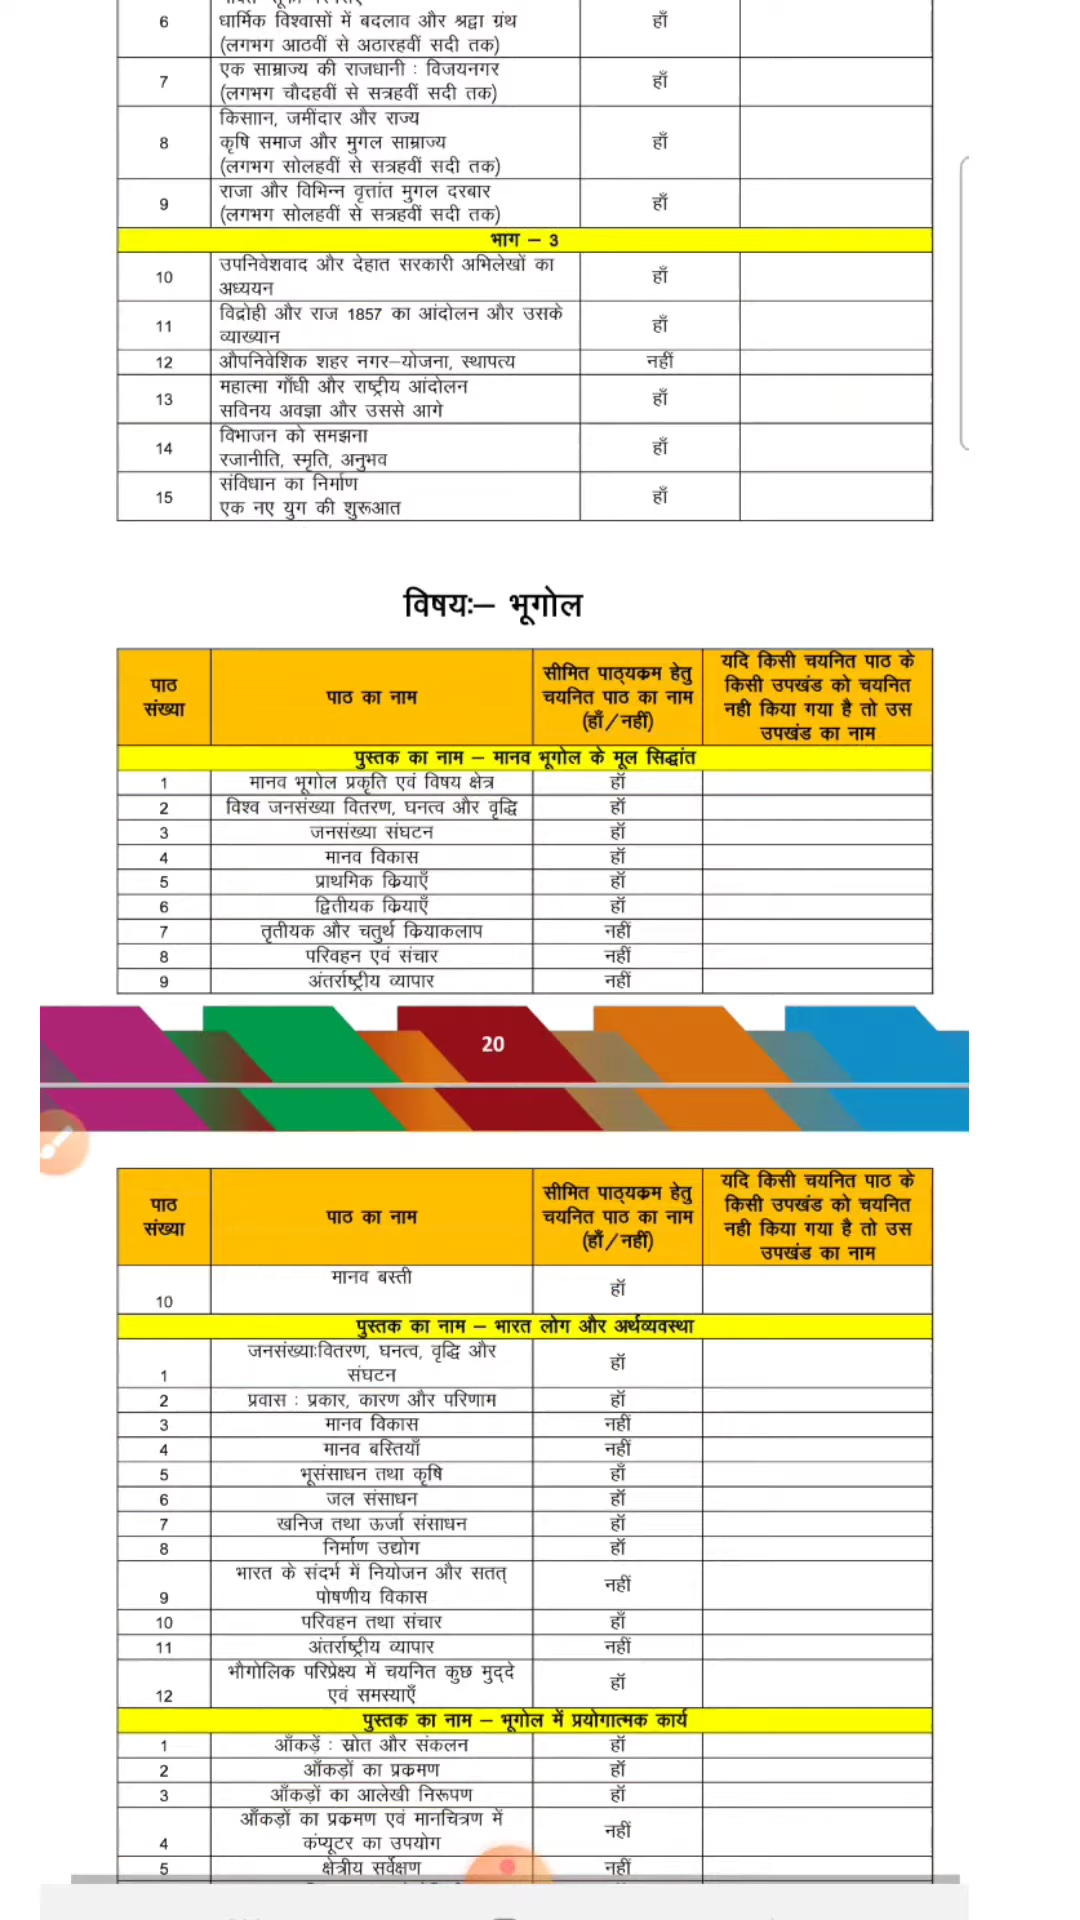 6
धार्मिक विश्वासों में बदलाव और श्रद्वा ग्रंथ
(लगभग आठवीं से अठारहवीं सदी तक)
हाँ
7
एक साम्राज्य की राजधानी : विजयनगर
(लगभग चौदहवीं से सत्रहवीं सदी तक)
हाँ
8
किसाान, जमींदार और राज्य
कृषि समाज और मुगल साम्राज्य
(लगभग सोलहवीं से सत्रहवीं सदी तक)
हाँ
9
राजा और विभिन्न वृत्तांत मुगल दरबार
(लगभग सोलहवीं से सत्रहवीं सदी तक)
हाँ
भाग – 3
10
उपनिवेशवाद और देहात सरकारी अभिलेखों का
अध्ययन
हाँ
11
विद्रोही और राज 1857 का आंदोलन और उसके
व्याख्यान
हाँ
12 औपनिवेशिक शहर नगर–योजना, स्थापत्य नहीं
13
महात्मा गाँधी और राष्ट्रीय आंदोलन
सविनय अवज्ञा और उससे आगे
हाँ
14
विभाजन को समझना
रजानीति, स्मृति, अनुभव
हाँ
15
संविधान का निर्माण
एक नए युग की शुरूआत
हाँ
विषयः– भूगोल
पाठ
संख्या
पाठ का नाम
सीमित पाठ्यक्रम हेतु
चयनित पाठ का नाम
(हाँ/नहीं)
यदि किसी चयनित पाठ के
किसी उपखंड को चयनित
नही किया गया है तो उस
उपखंड का नाम
पुस्तक का नाम – मानव भूगोल के मूल सिद्धांत
1 मानव भूगोल प्रकृति एवं विषय क्षेत्र हॉ
2 विश्व जनसंख्या वितरण, घनत्व और वृद्धि हॉ
3 जनसंख्या संघटन हॉ
4 मानव विकास हॉ
5 प्राथमिक क्रियाएँ हॉ
6 द्वितीयक क्रियाएँ हॉ
7 तृतीयक और चतुर्थ क्रियाकलाप नहीं
8 परिवहन एवं संचार नहीं
9 अंतर्राष्ट्रीय व्यापार नहीं
20
पाठ
संख्या
पाठ का नाम
सीमित पाठ्यक्रम हेतु
चयनित पाठ का नाम
(हाँ/नहीं)
यदि किसी चयनित पाठ के
किसी उपखंड को चयनित
नही किया गया है तो उस
उपखंड का नाम
10 मानव बस्ती हॉ
पुस्तक का नाम – भारत लोग और अर्थव्यवस्था
1
जनसंख्याःवितरण, घनत्व, वृद्धि और
संघटन
हॉ
2 प्रवास : प्रकार, कारण और परिणाम हॉ
3 मानव विकास नहीं
4 मानव बस्तियाँ नहीं
5 भूसंसाधन तथा कृषि हाँ
6 जल संसाधन हॉ
7 खनिज तथा ऊर्जा संसाधन हॉ
8 निर्माण उद्योग हॉ
9
भारत के संदर्भ में नियोजन और सतत्
पोषणीय विकास
नहीं
10 परिवहन तथा संचार हाँ
11 अंतर्राष्ट्रीय व्यापार नहीं
12
भौगोलिक परिप्रेक्ष्य में चयनित कुछ मुद्दे
एवं समस्याएँ
हॉ
पुस्तक का नाम – भूगोल में प्रयोगात्मक कार्य
1 आँकड़ें : स्रोत और संकलन हॉ
2 आँकड़ों का प्रक्रमण हॉ
3 आँकड़ों का आलेखी निरूपण हॉ
4
आँकड़ों का प्रक्रमण एवं मानचित्रण में
कंप्यूटर का उपयोग
नहीं
5 क्षेत्रीय सर्वेक्षण नहीं